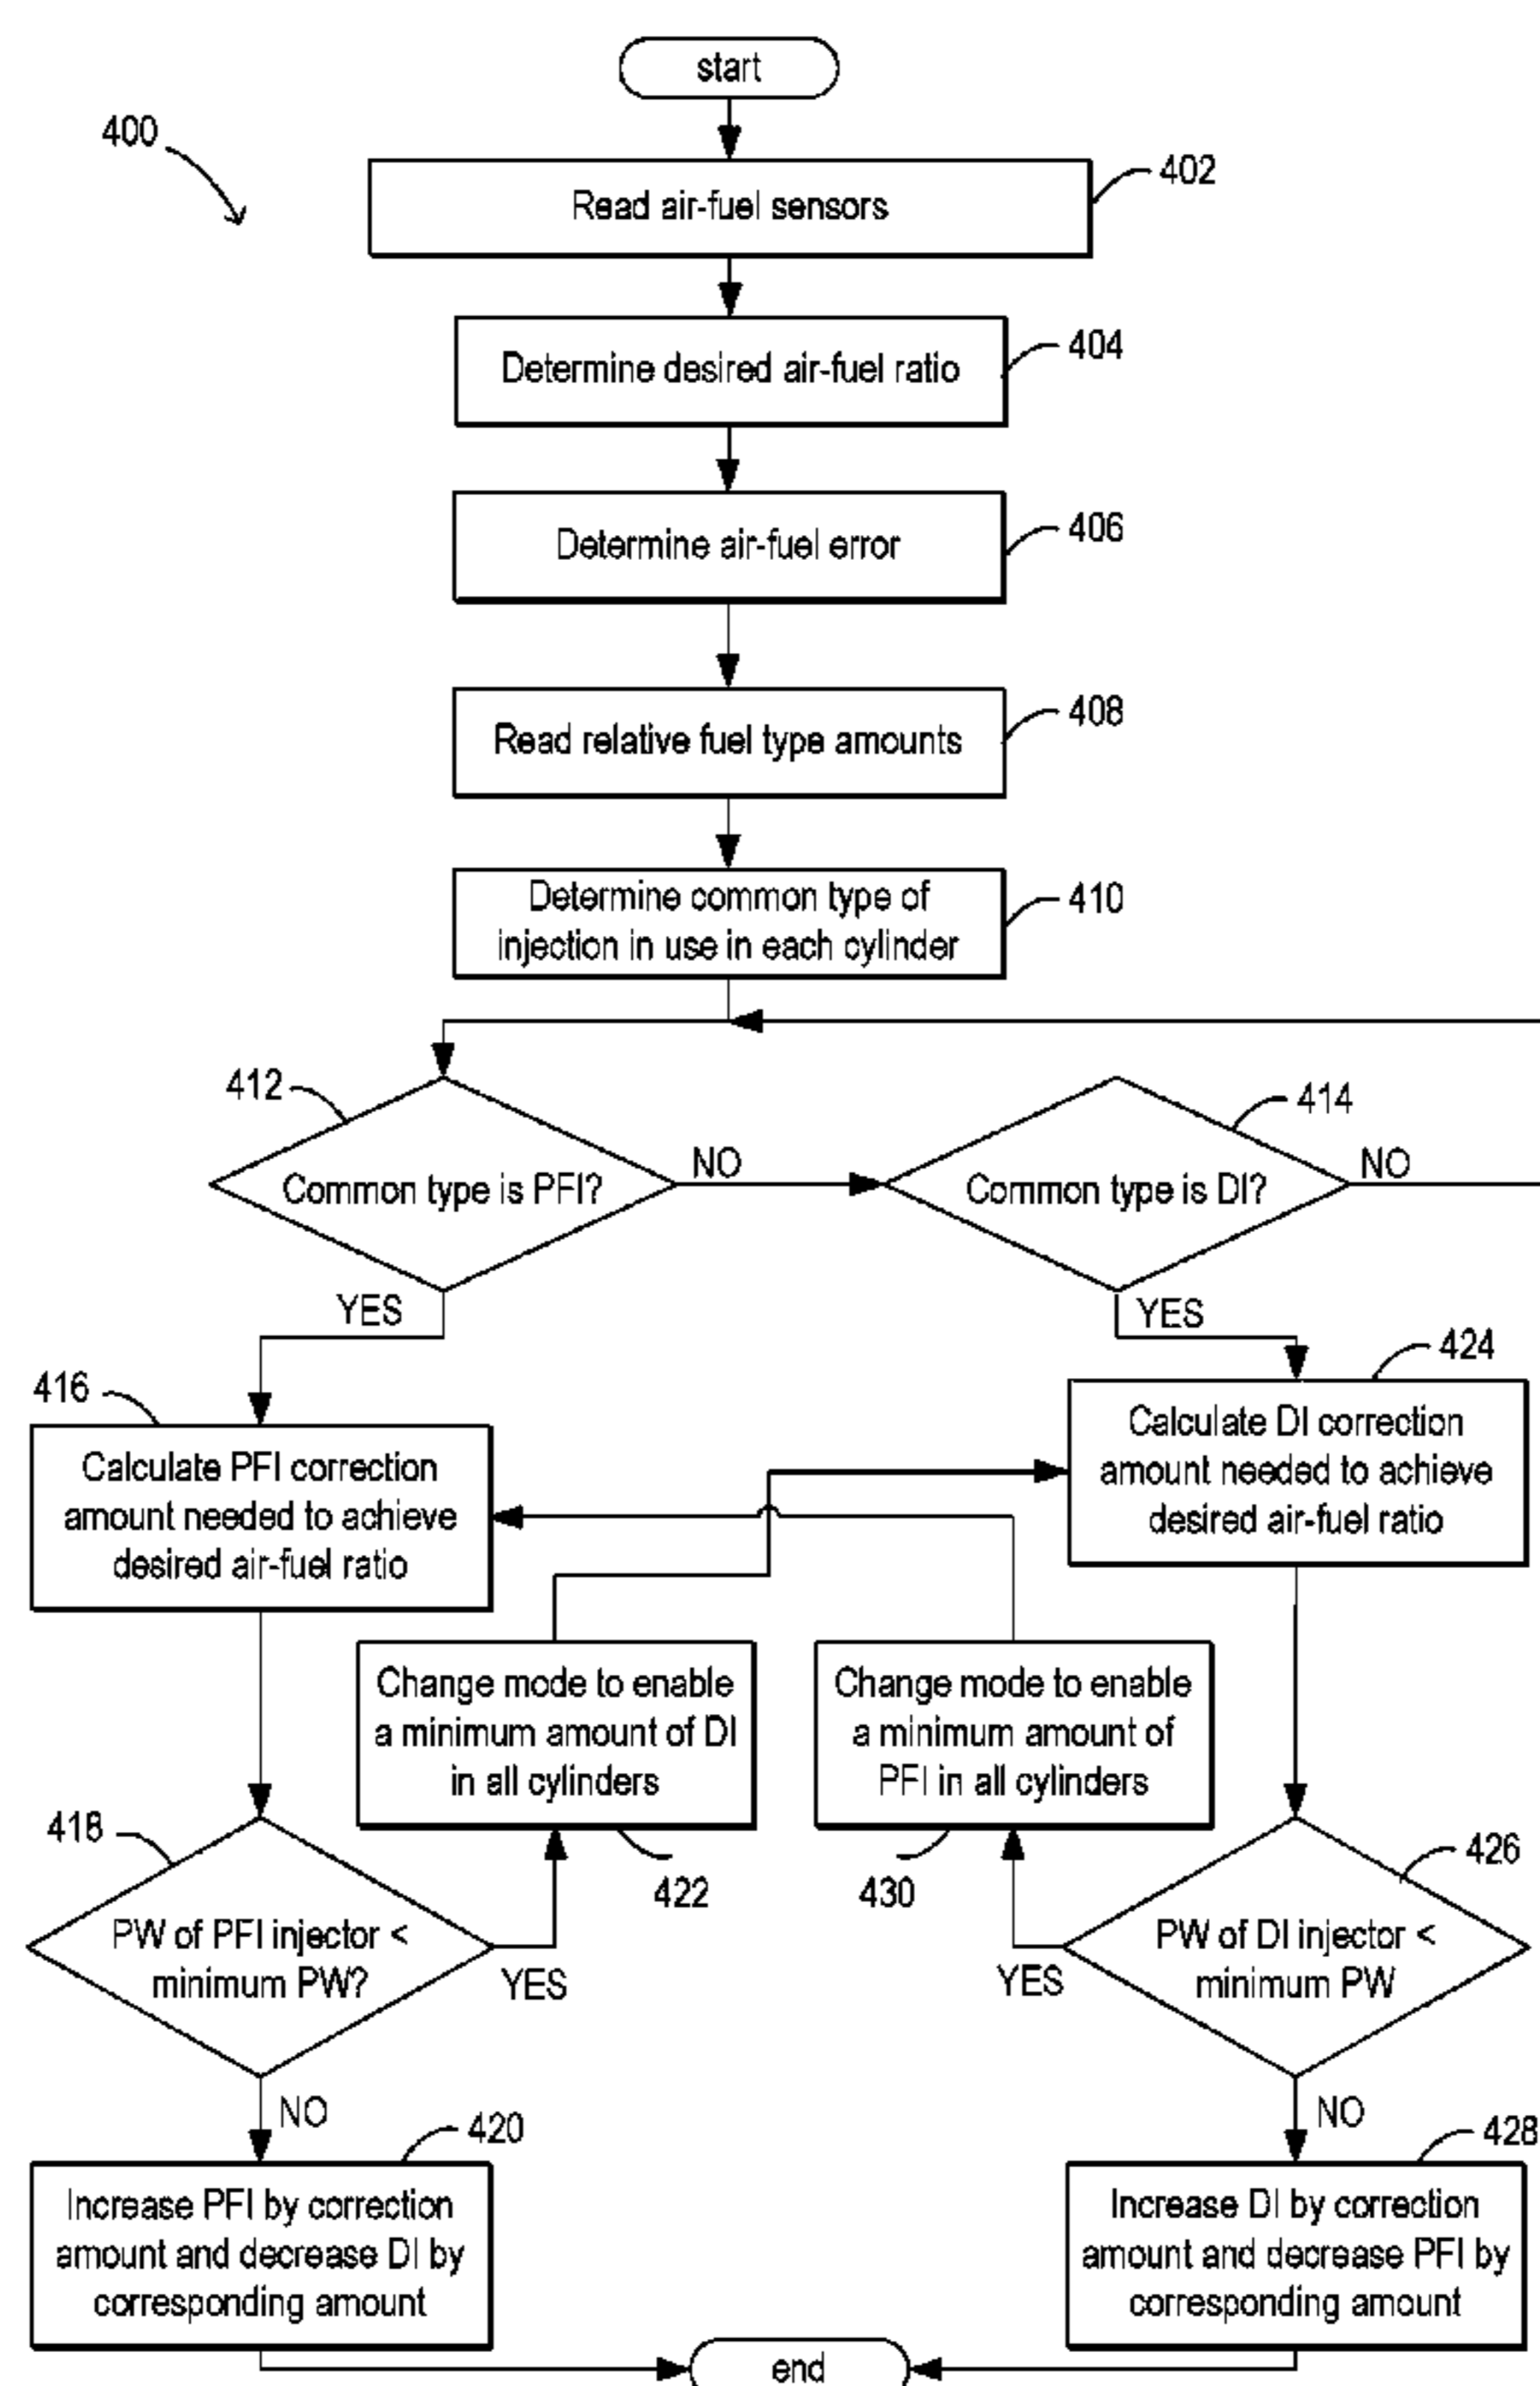 start
400
402
Read air-fuel sensors
404
Determine desired air-fuel ratio
406
Determine air-fuel error
408
Read relative fuel type amounts
410
Determine common type of
injection in use in each cylinder
412
414
Common type is PFI?
NO
Common type is DI?
NO
YES
YES
416
424
Calculate PFI correction
amount needed to achieve
desired air-fuel ratio
Calculate DI correction
amount needed to achieve
desired air-fuel ratio
Change mode to enable
a minimum amount of DI
in all cylinders
Change mode to enable
a minimum amount of
PFI in all cylinders
418
422
430
426
PW of PFI injector <
minimum PW?
YES
YES
PW of DI injector <
minimum PW
NO
NO
420
428
Increase PFI by correction
amount and decrease DI by
corresponding amount
Increase DI by correction
amount and decrease PFI by
corresponding amount
end